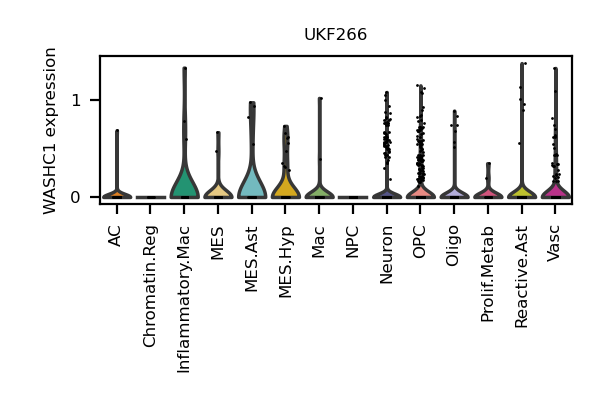 UKF266
WASHC1 expression
1
0
AC
Chromatin.Reg
Inflammatory.Mac
MES
MES.Ast
MES.Hyp
Mac
NPC
Neuron
OPC
Oligo
Prolif.Metab
Reactive.Ast
Vasc